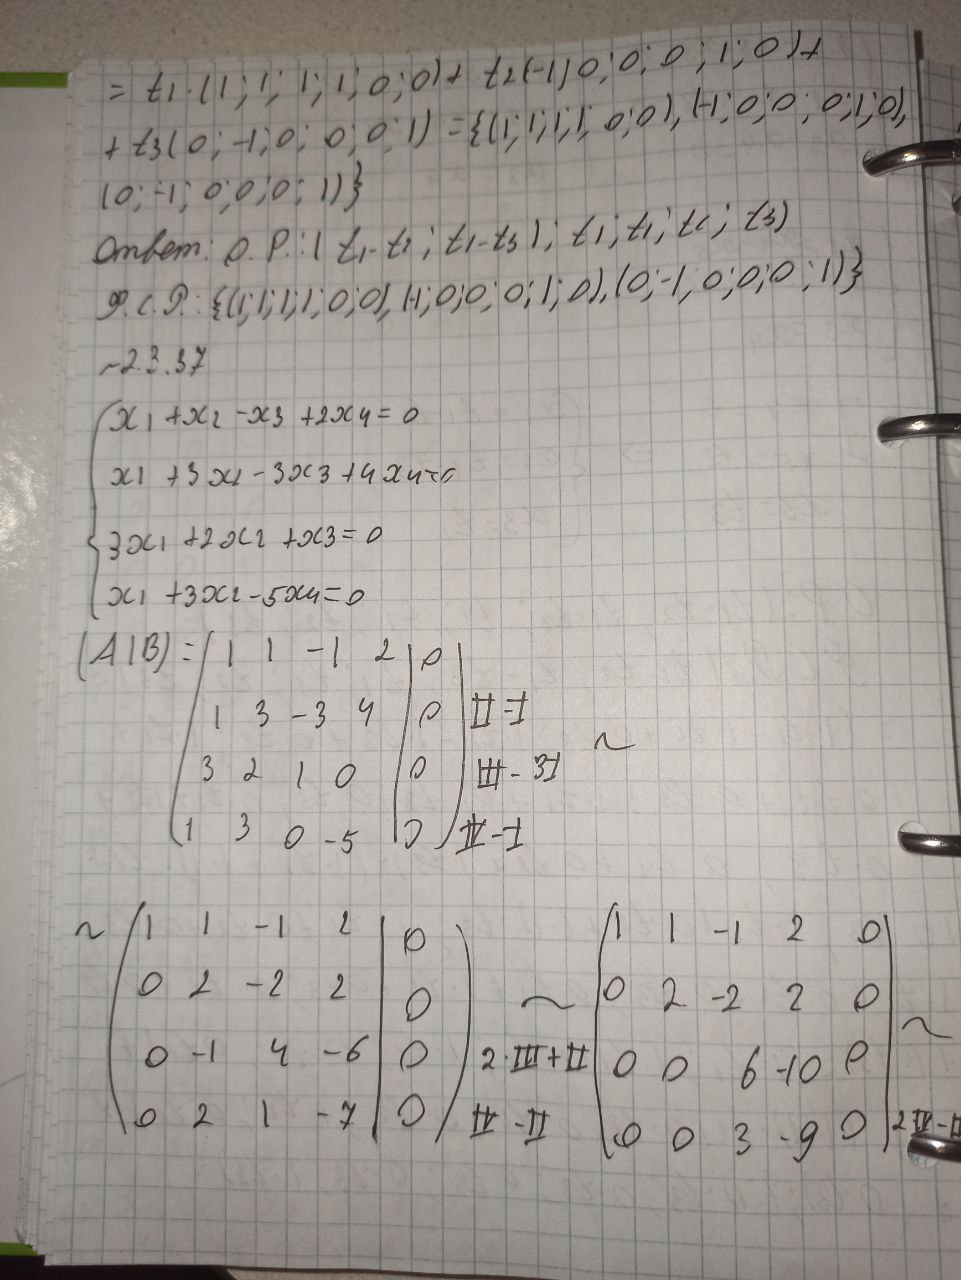 = t1·(1; 1; 1; 1; 0; 0) + t2(-1) 0; 0; 0; 1; 0) +
+ t3(0; -1; 0; 0; 0; 1) = {(1; 1; 1; 1; 0; 0), (-1; 0; 0; 0; 1; 0),
(0; -1; 0; 0; 0; 1)}
Ответ: О.Р.: ( t1-t2; t1-t3; t1; t1; t2; t3)
Ф.С.Р.: {(1; 1; 1; 1; 0; 0), (-1; 0; 0; 0; 1; 0), (0; -1; 0; 0; 0; 1)}
~2.3.37
x1 + x2 - x3 + 2x4 = 0
x1 + 3x2 - 3x3 + 4x4 = 0
3x1 + 2x2 + x3 = 0
x1 + 3x2 - 5x4 = 0
(A|B) = ( 1 1 -1 2 | 0 )
1 3 -3 4 | 0 II-I
3 2 1 0 | 0 III-3I ~
1 3 0 -5 | 0 IV-I
~ ( 1 1 -1 2 | 0 ) ( 1 1 -1 2 | 0 )
0 2 -2 2 | 0 ~ 0 2 -2 2 | 0 ~
0 -1 4 -6 | 0 2·III+II 0 0 6 -10 | 0
0 2 1 -7 | 0 IV-II 0 0 3 -9 | 0 2IV-